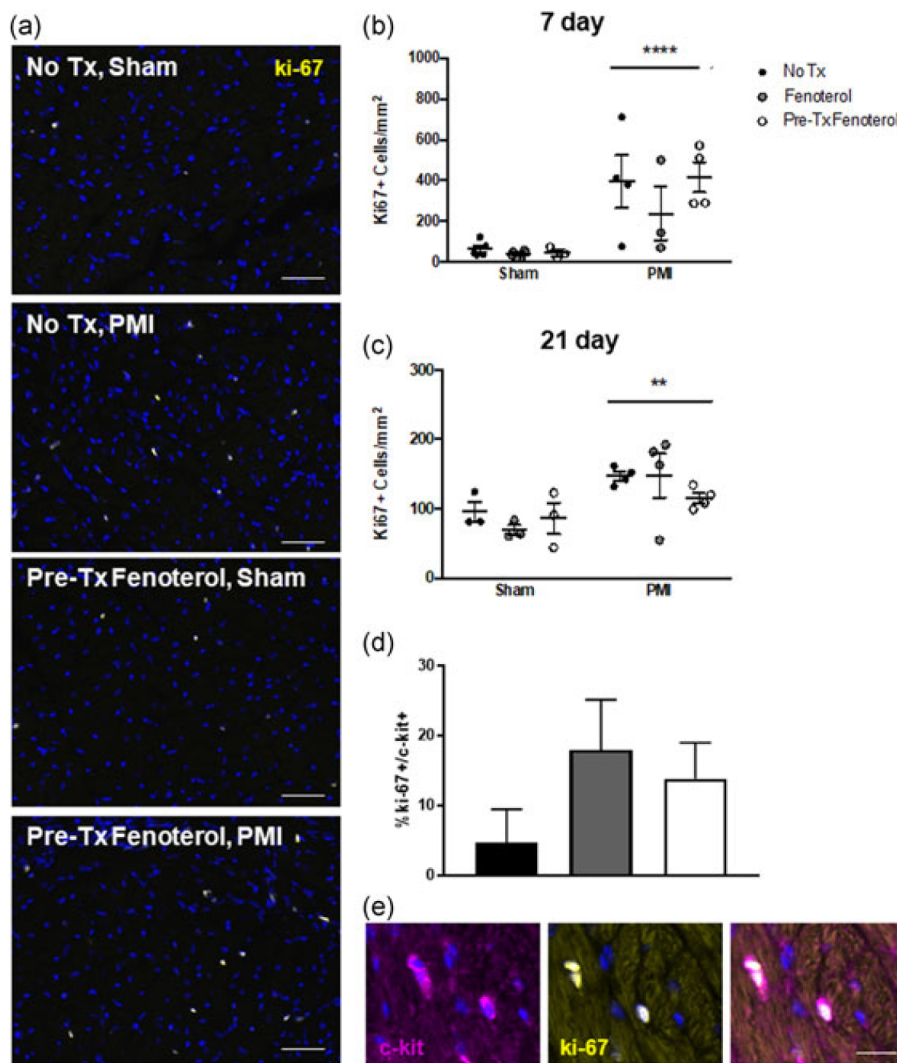 (a)
No Tx, Sham
ki-67
No Tx, PMI
Pre-Tx Fenoterol, Sham
Pre-Tx Fenoterol, PMI
(b)
7 day
****
No Tx
Fenoterol
Pre-Tx Fenoterol
Ki67+ Cells/mm²
1000
800
600
400
200
0
Sham
PMI
(c)
21 day
**
Ki67+ Cells/mm²
300
200
100
0
Sham
PMI
(d)
% ki-67 +/c-kit+
30
20
10
0
(e)
c-kit
ki-67